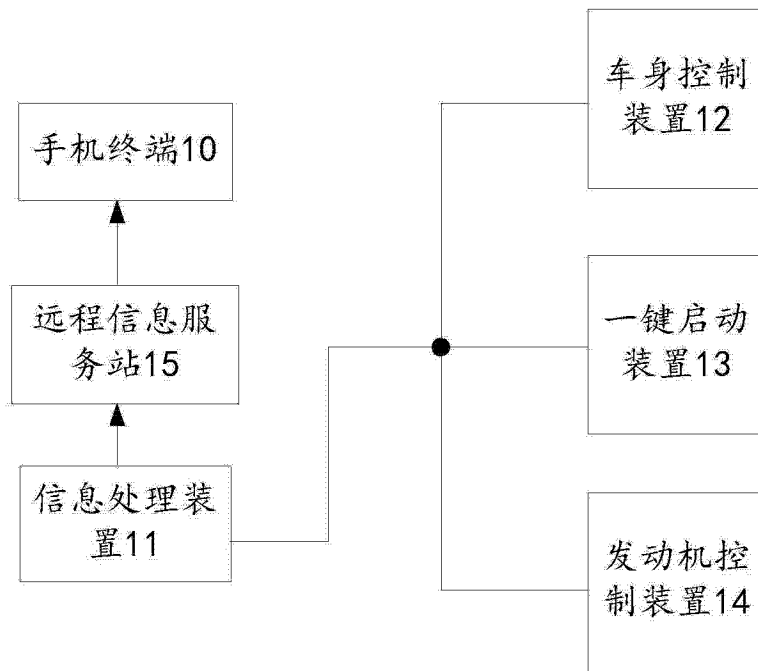 手机终端10
远程信息服
务站15
信息处理装
置11
车身控制
装置12
一键启动
装置13
发动机控
制装置14